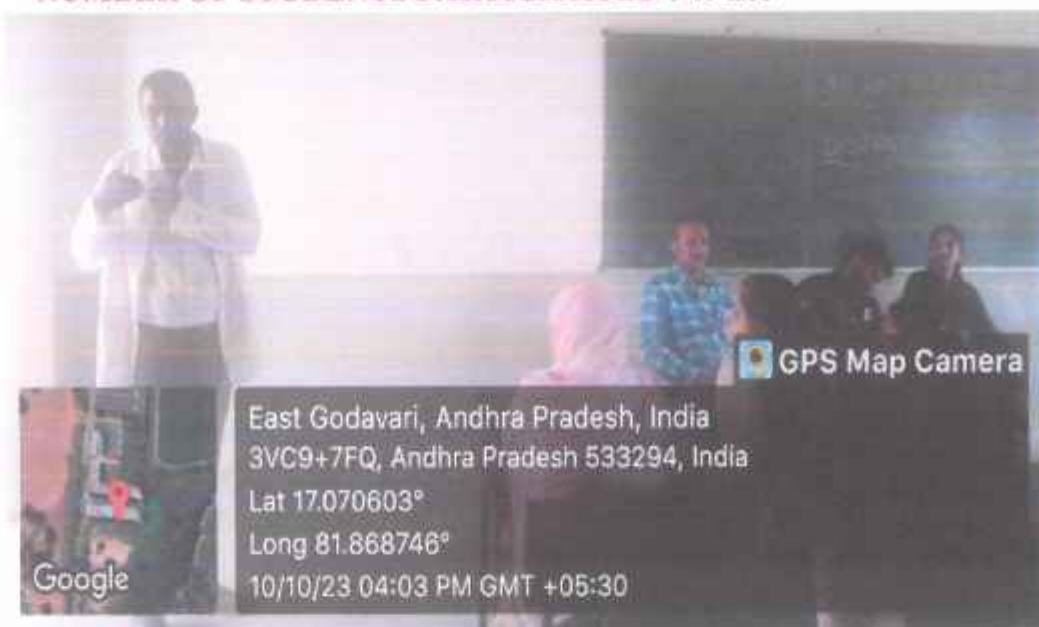 GPS Map Camera
East Godavari, Andhra Pradesh, India
3VC9+7FQ, Andhra Pradesh 533294, India
Lat 17.070603°
Long 81.868746°
10/10/23 04:03 PM GMT +05:30
Google